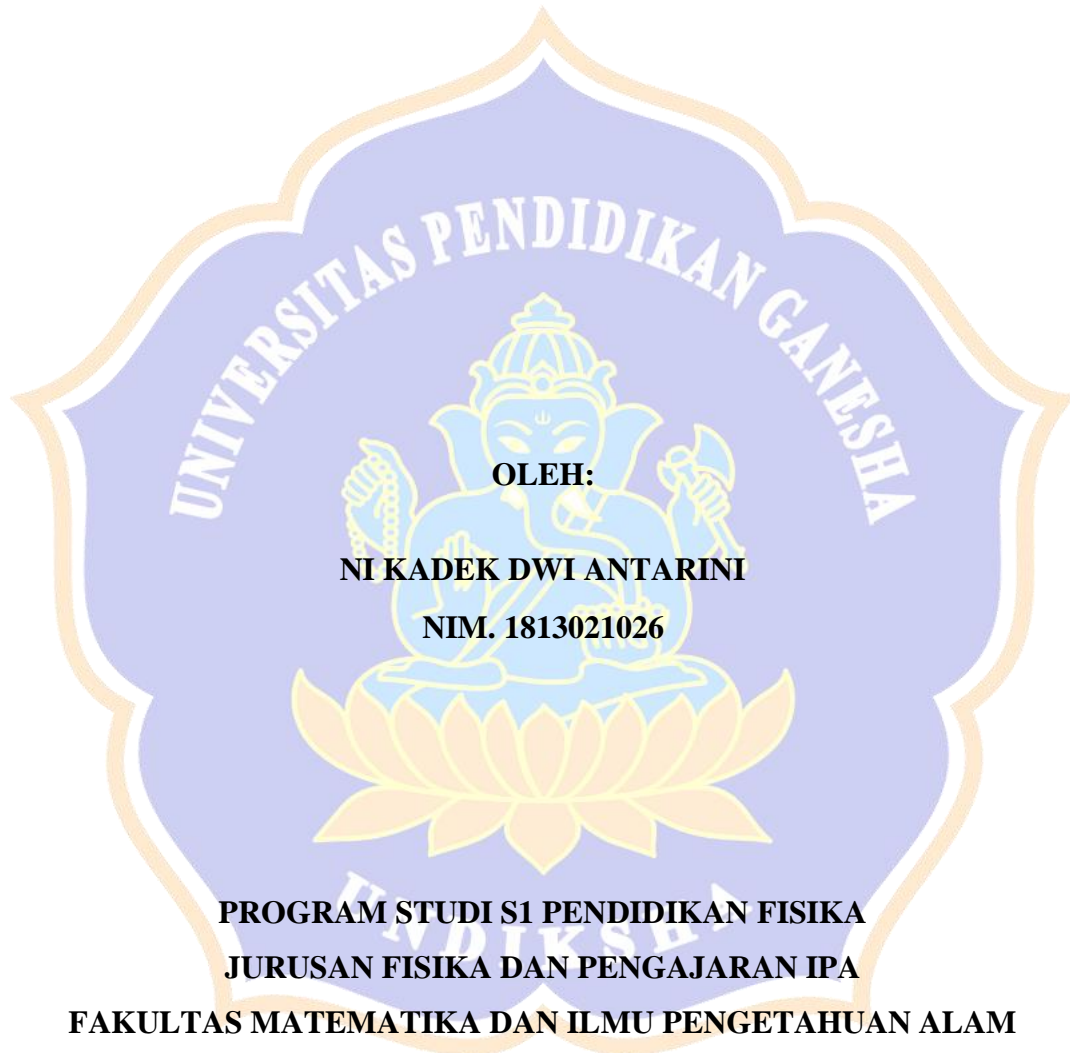 UNIVERSITAS PENDIDIKAN GANESHA
OLEH:
NI KADEK DWI ANTARINI
NIM. 1813021026
UNDIKSHA
PROGRAM STUDI S1 PENDIDIKAN FISIKA
JURUSAN FISIKA DAN PENGAJARAN IPA
FAKULTAS MATEMATIKA DAN ILMU PENGETAHUAN ALAM